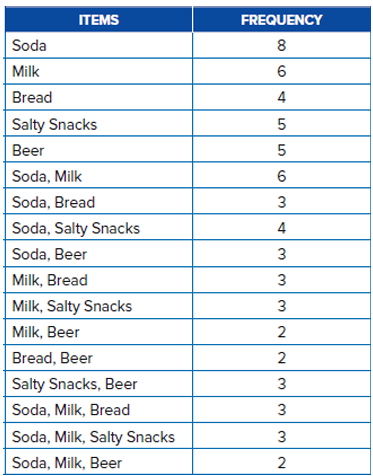 ITEMS FREQUENCY
Soda 8
Milk 6
Bread 4
Salty Snacks 5
Beer 5
Soda, Milk 6
Soda, Bread 3
Soda, Salty Snacks 4
Soda, Beer 3
Milk, Bread 3
Milk, Salty Snacks 3
Milk, Beer 2
Bread, Beer 2
Salty Snacks, Beer 3
Soda, Milk, Bread 3
Soda, Milk, Salty Snacks 3
Soda, Milk, Beer 2